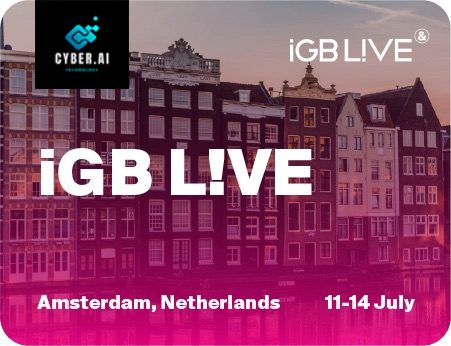 CYBER.AI
TECHNOLOGY
iGB L!VE &
iGB L!VE
Amsterdam, Netherlands 11-14 July